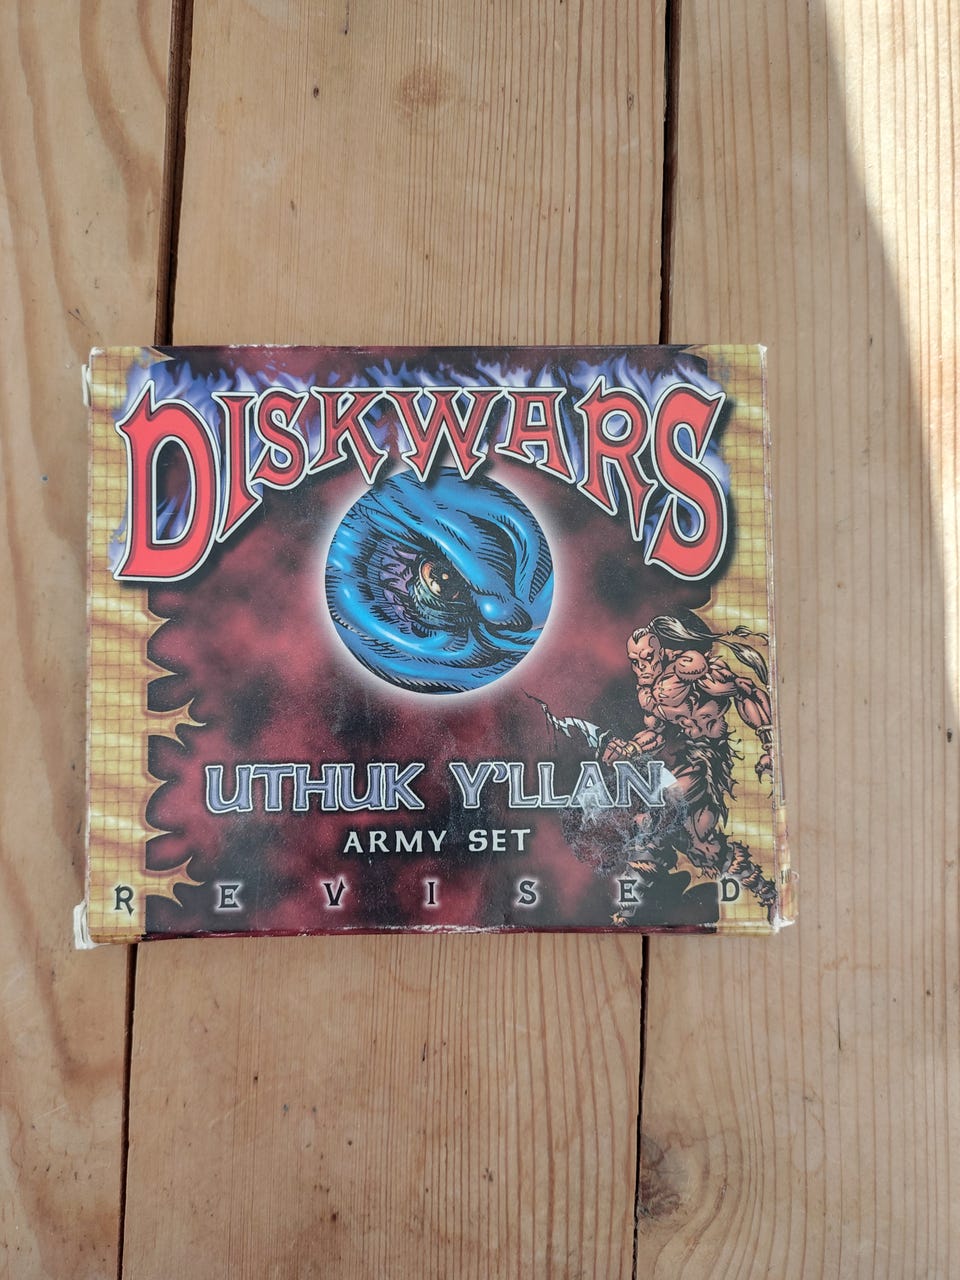 DISKWARS
UTHUK Y'LLAN
ARMY SET
REVISED